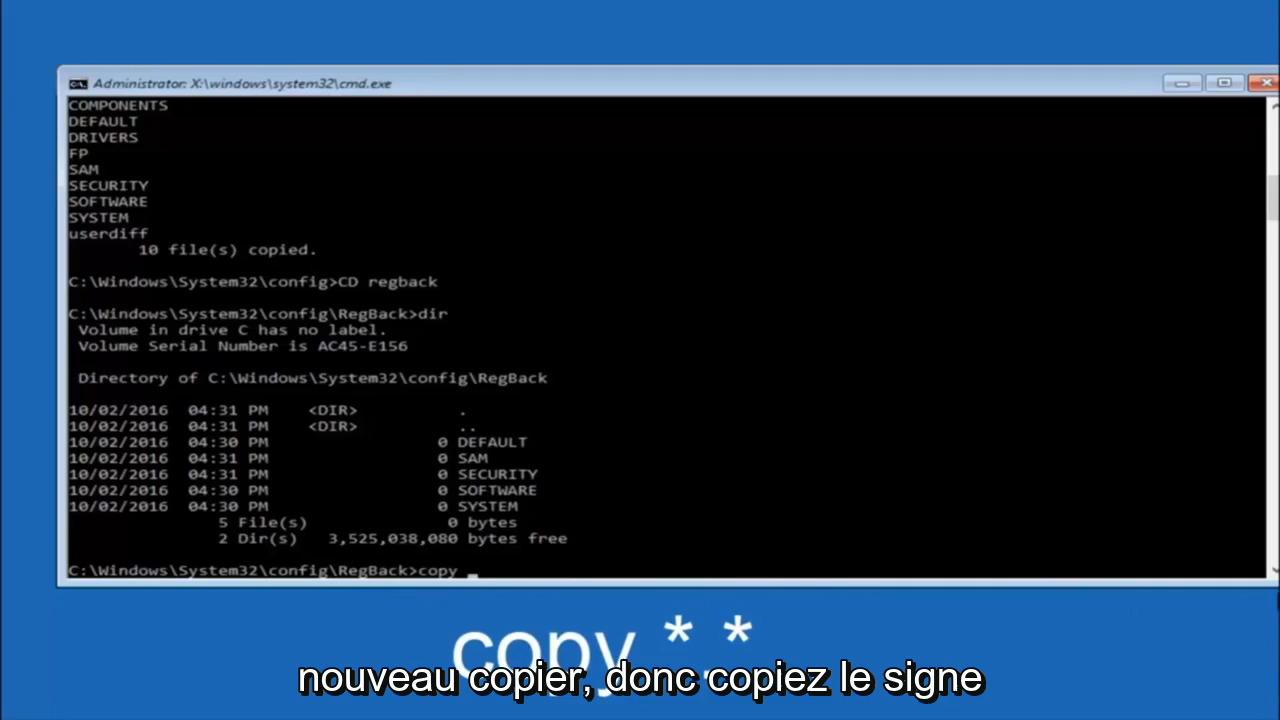 Administrator: X:\windows\system32\cmd.exe
COMPONENTS
DEFAULT
DRIVERS
FP
SAM
SECURITY
SOFTWARE
SYSTEM
userdiff
10 file(s) copied.
C:\Windows\System32\config>CD regback
C:\Windows\System32\config\RegBack>dir
Volume in drive C has no label.
Volume Serial Number is AC45-E156
Directory of C:\Windows\System32\config\RegBack
10/02/2016 04:31 PM <DIR> .
10/02/2016 04:31 PM <DIR> ..
10/02/2016 04:30 PM 0 DEFAULT
10/02/2016 04:31 PM 0 SAM
10/02/2016 04:31 PM 0 SECURITY
10/02/2016 04:30 PM 0 SOFTWARE
10/02/2016 04:30 PM 0 SYSTEM
5 File(s) 0 bytes
2 Dir(s) 3,525,038,080 bytes free
C:\Windows\System32\config\RegBack>copy _
copy *.*
nouveau copier, donc copiez le signe